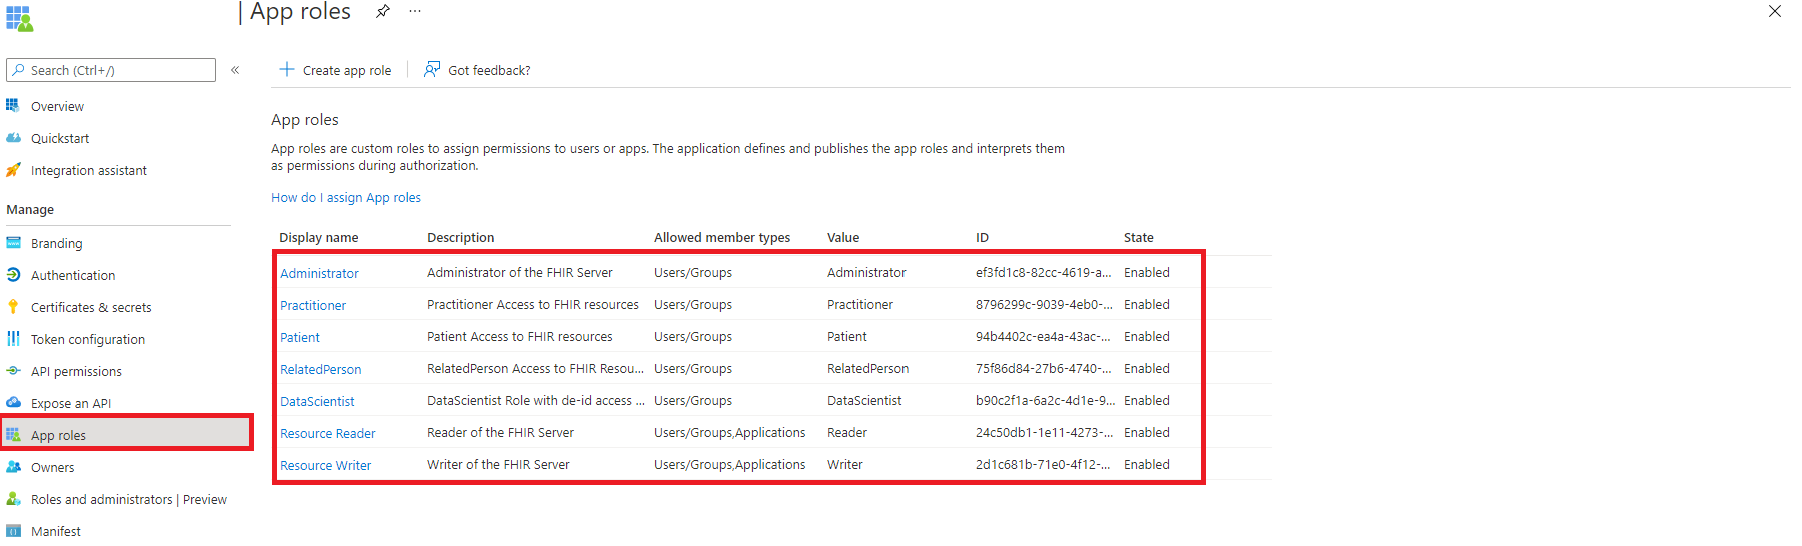 | App roles ...
Search (Ctrl+/) «
Create app role Got feedback?
Overview
Quickstart
Integration assistant
Manage
Branding
Authentication
Certificates & secrets
Token configuration
API permissions
Expose an API
App roles
Owners
Roles and administrators | Preview
Manifest
App roles
App roles are custom roles to assign permissions to users or apps. The application defines and publishes the app roles and interprets them
as permissions during authorization.
How do I assign App roles
Display name Description Allowed member types Value ID State
Administrator Administrator of the FHIR Server Users/Groups Administrator ef3fd1c8-82cc-4619-a... Enabled
Practitioner Practitioner Access to FHIR resources Users/Groups Practitioner 8796299c-9039-4eb0-... Enabled
Patient Patient Access to FHIR resources Users/Groups Patient 94b4402c-ea4a-43ac-... Enabled
RelatedPerson RelatedPerson Access to FHIR Resou... Users/Groups RelatedPerson 75f86d84-27b6-4740-... Enabled
DataScientist DataScientist Role with de-id access ... Users/Groups DataScientist b90c2f1a-6a2c-4d1e-9... Enabled
Resource Reader Reader of the FHIR Server Users/Groups,Applications Reader 24c50db1-1e11-4273-... Enabled
Resource Writer Writer of the FHIR Server Users/Groups,Applications Writer 2d1c681b-71e0-4f12-... Enabled